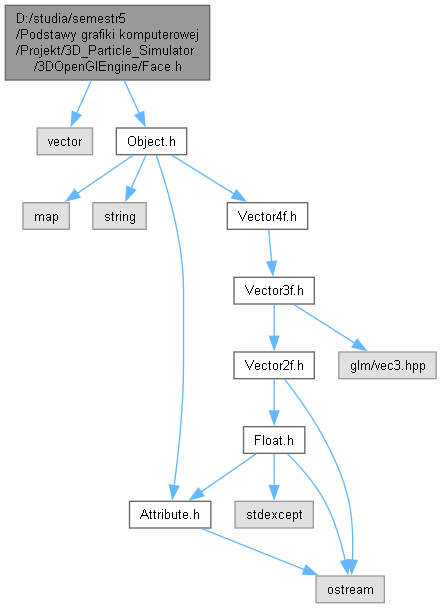 D:/studia/semestr5
/Podstawy grafiki komputerowej
/Projekt/3D_Particle_Simulator
/3DOpenGlEngine/Face.h
vector
Object.h
map
string
Vector4f.h
Vector3f.h
Vector2f.h
glm/vec3.hpp
Float.h
Attribute.h
stdexcept
ostream